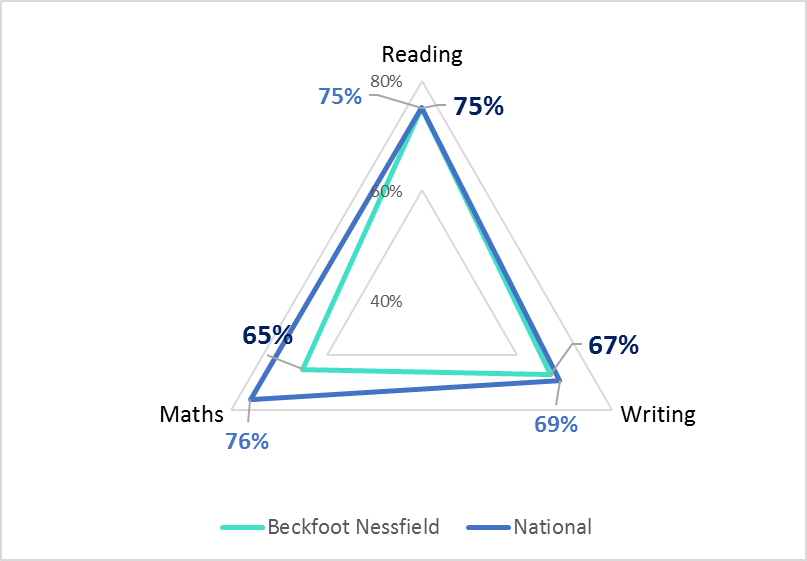 Reading
80%
75%
75%
60%
40%
65%
67%
Maths
Writing
76%
69%
Beckfoot Nessfield
National